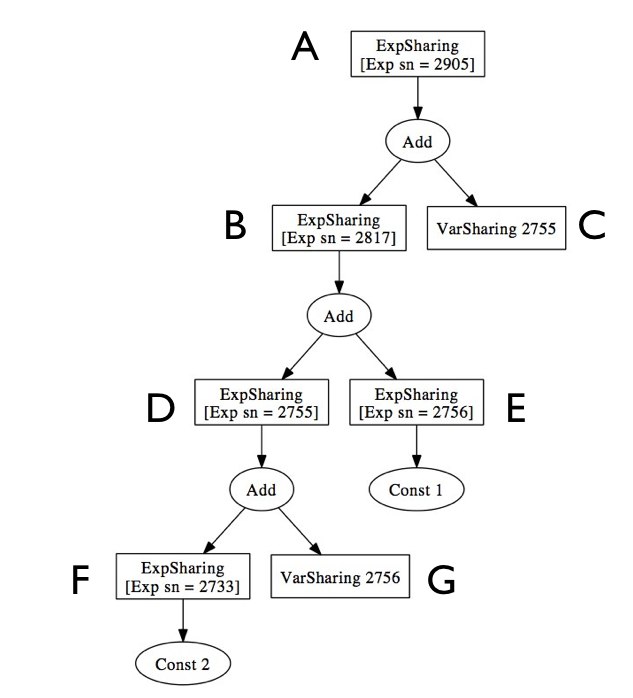 A
ExpSharing
[Exp sn = 2905]
Add
B
ExpSharing
[Exp sn = 2817]
VarSharing 2755
C
Add
D
ExpSharing
[Exp sn = 2755]
ExpSharing
[Exp sn = 2756]
E
Add
Const 1
F
ExpSharing
[Exp sn = 2733]
VarSharing 2756
G
Const 2